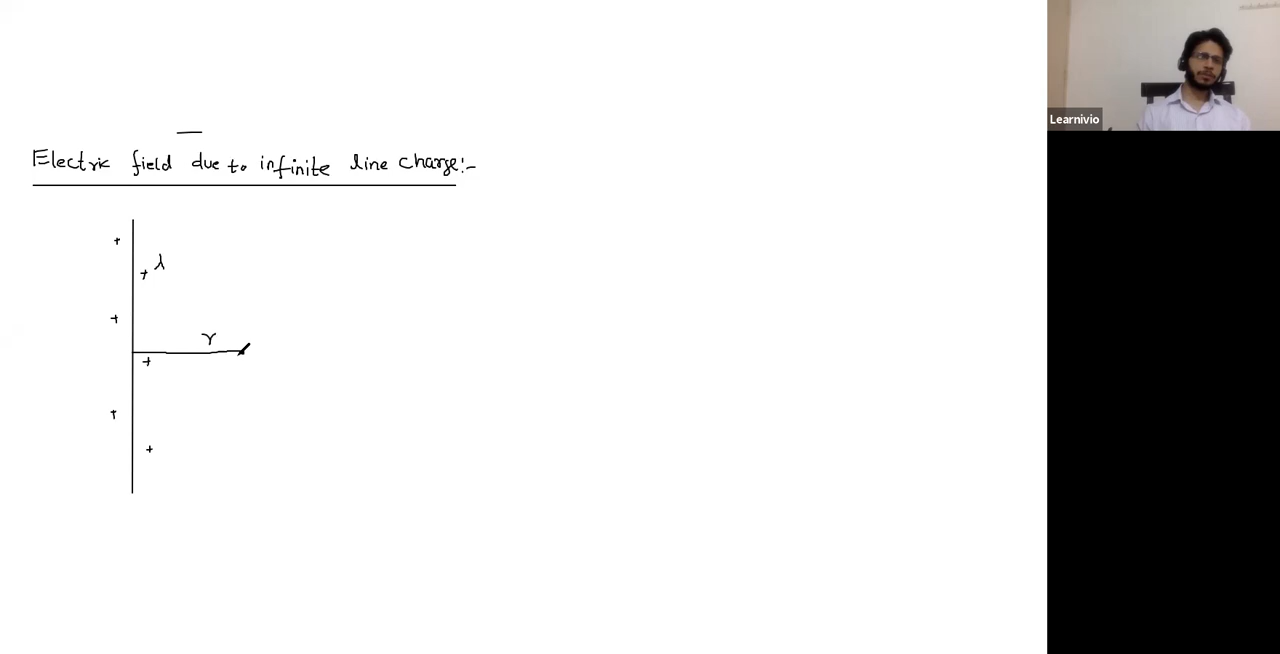 Electric field due to infinite line charge:-
+
λ
+
+
r
+
+
+
Learnivio